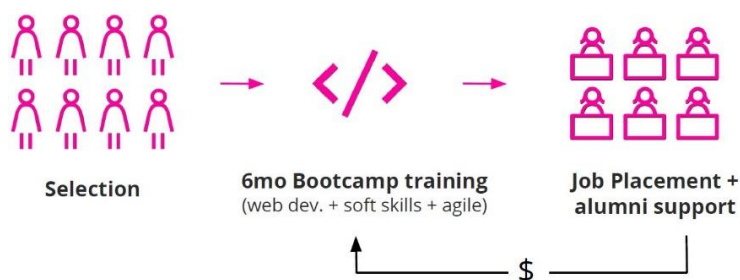 Selection
6mo Bootcamp training
(web dev. + soft skills + agile)
Job Placement +
alumni support
$